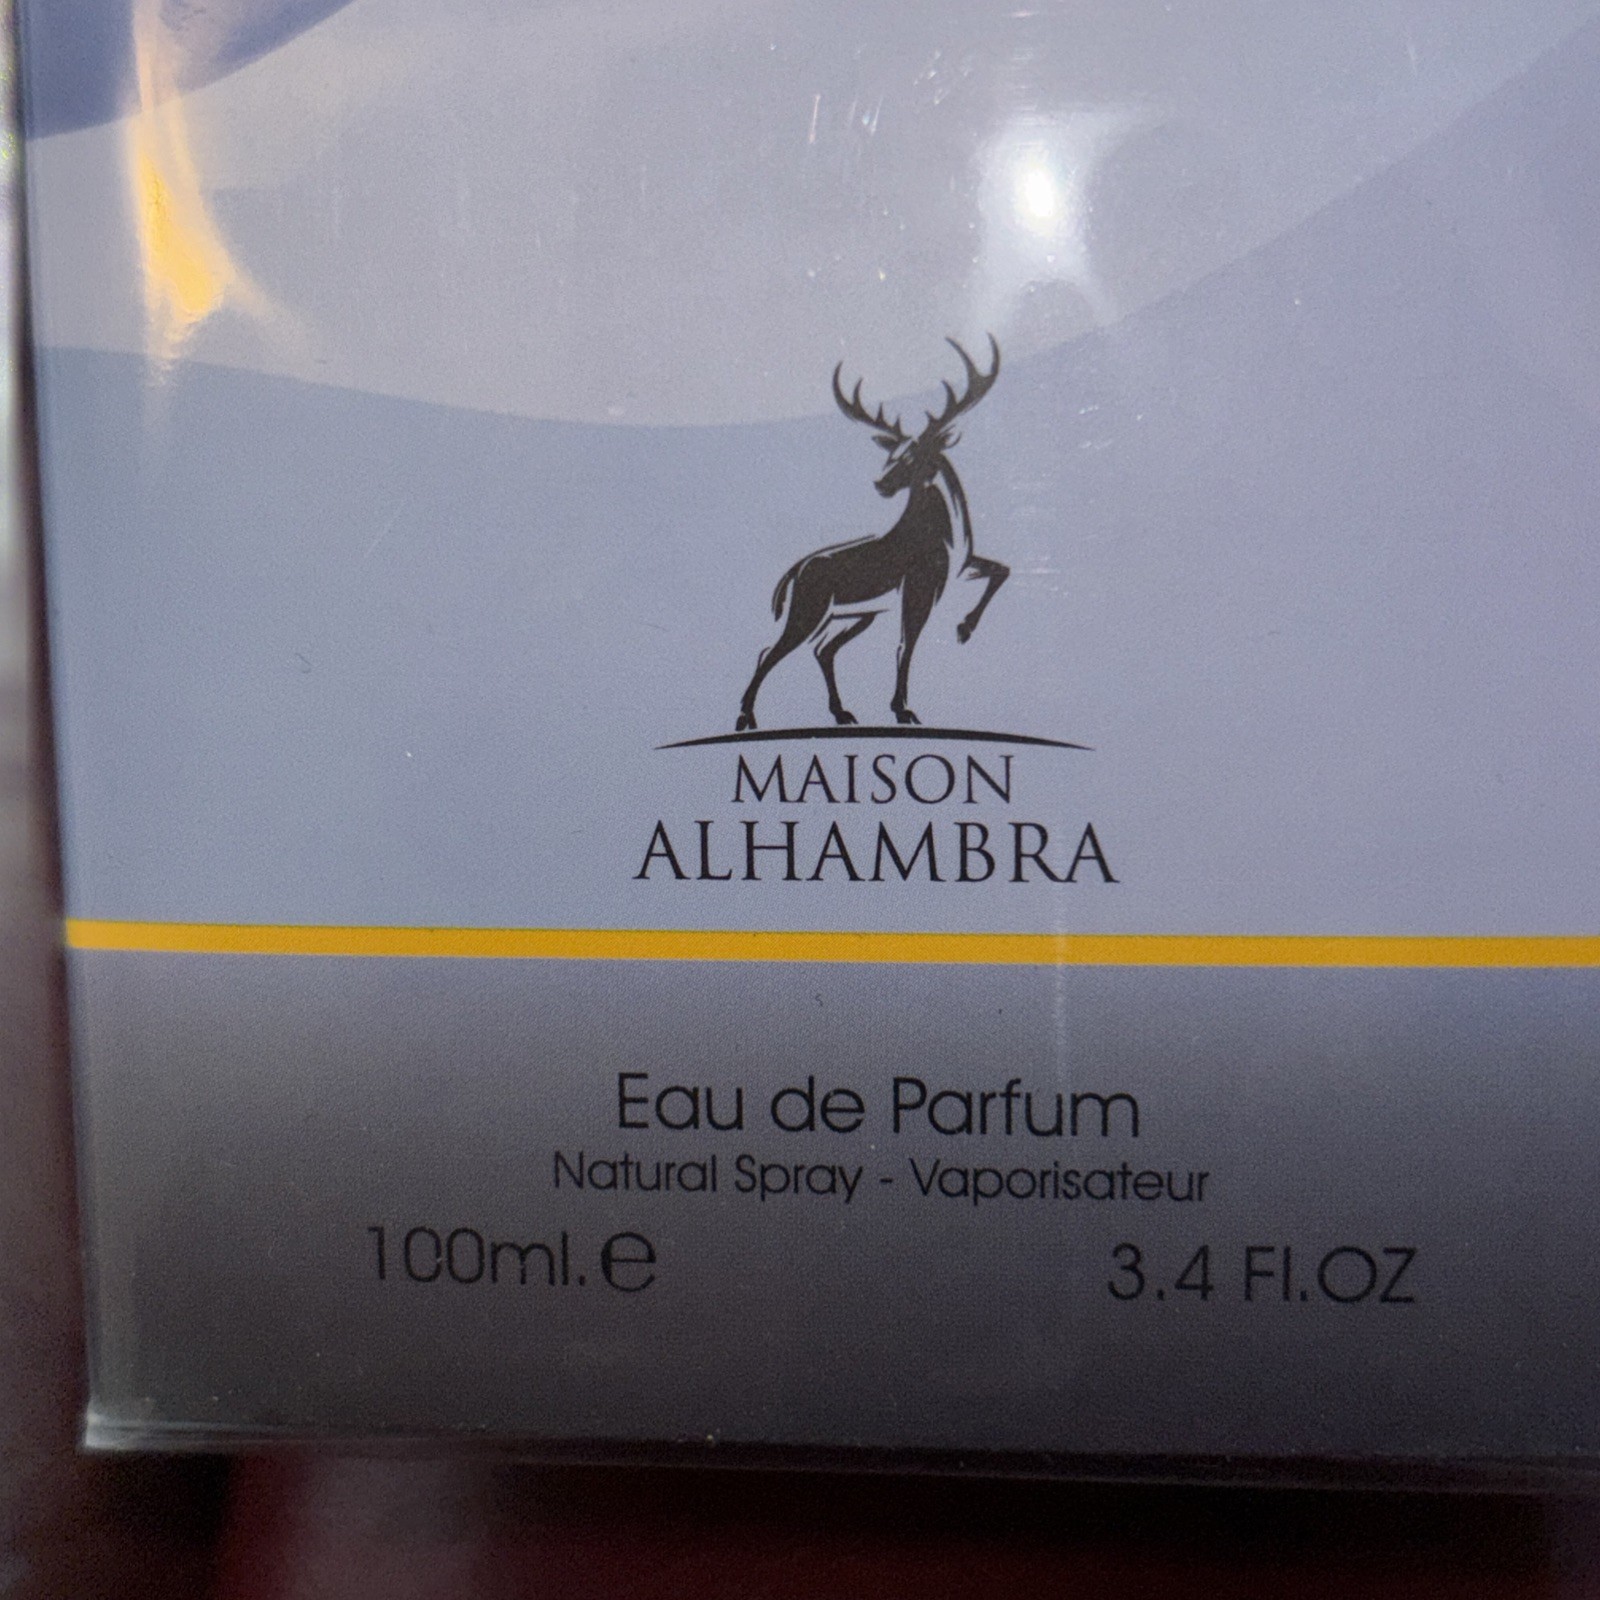 MAISON
ALHAMBRA
Eau de Parfum
Natural Spray - Vaporisateur
100ml.e 3.4 Fl.OZ